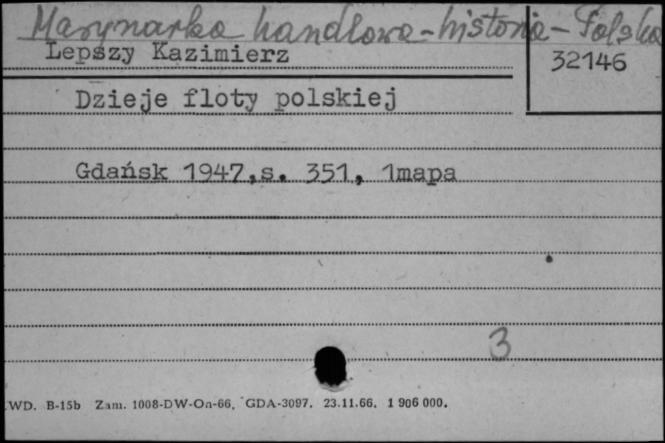 Marynarka handlowa - historia - Polska
Lepszy Kazimierz
32146
Dzieje floty polskiej
Gdańsk 1947,s. 351, 1mapa
3
WD. B-15b Zam. 1008-DW-Oa-66, GDA-3097. 23.11.66. 1 906 000.